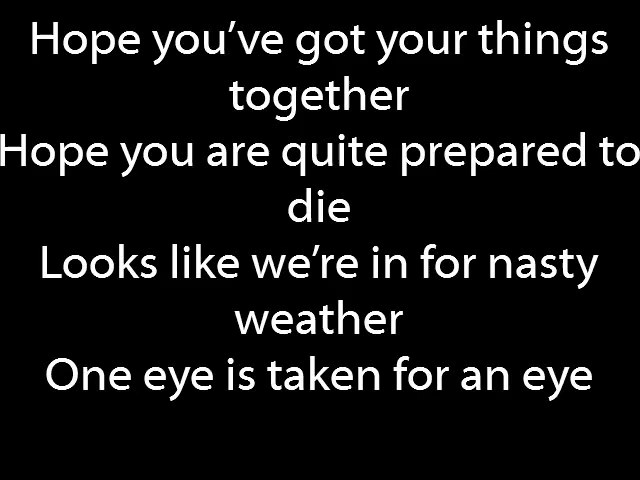 Hope you’ve got your things
together
Hope you are quite prepared to
die
Looks like we’re in for nasty
weather
One eye is taken for an eye